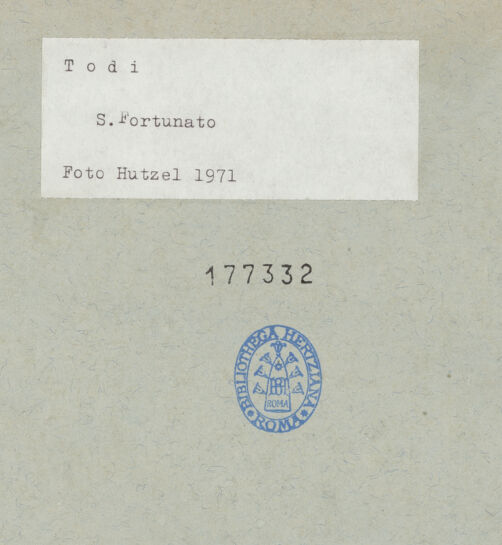 T o d i
S. Fortunato
Foto Hutzel 1971
177332
BIBLIOTHECA HERTZIANA
ROMA
ROMA